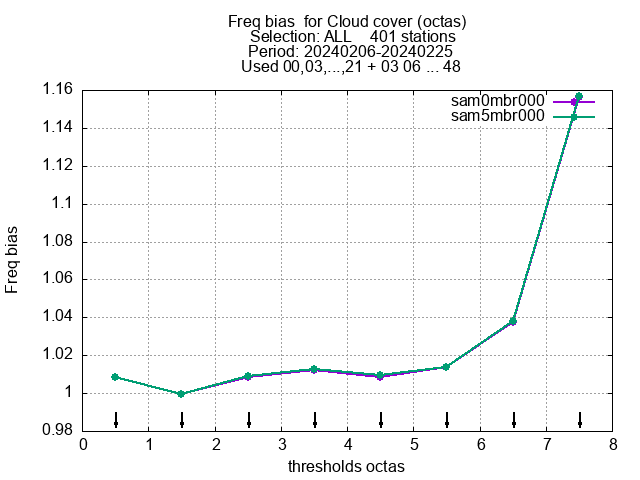 Freq bias  for Cloud cover (octas)
Selection: ALL    401 stations
Period: 20240206-20240225
Used 00,03,...,21 + 03 06 ... 48
sam0mbr000
sam5mbr000
1.16
1.14
1.12
1.1
1.08
1.06
1.04
1.02
1
0.98
Freq bias
0 1 2 3 4 5 6 7 8
thresholds octas